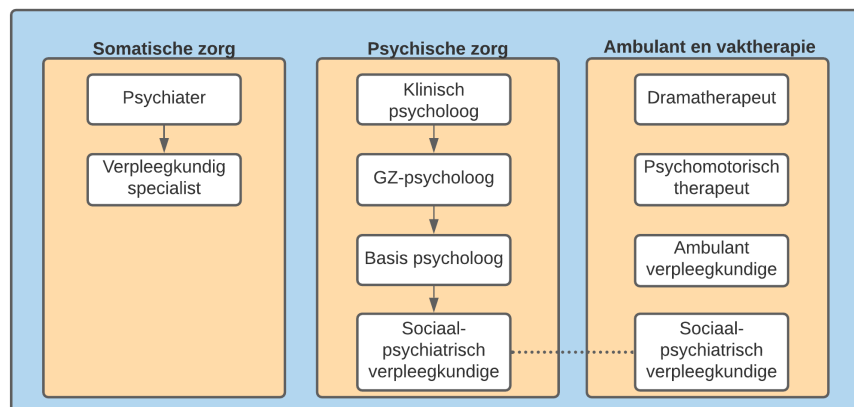 Somatische zorg
Psychiater
Verpleegkundig
specialist
Psychische zorg
Klinisch
psycholoog
GZ-psycholoog
Basis psycholoog
Sociaal-
psychiatrisch
verpleegkundige
Ambulant en vaktherapie
Dramatherapeut
Psychomotorisch
therapeut
Ambulant
verpleegkundige
Sociaal-
psychiatrisch
verpleegkundige